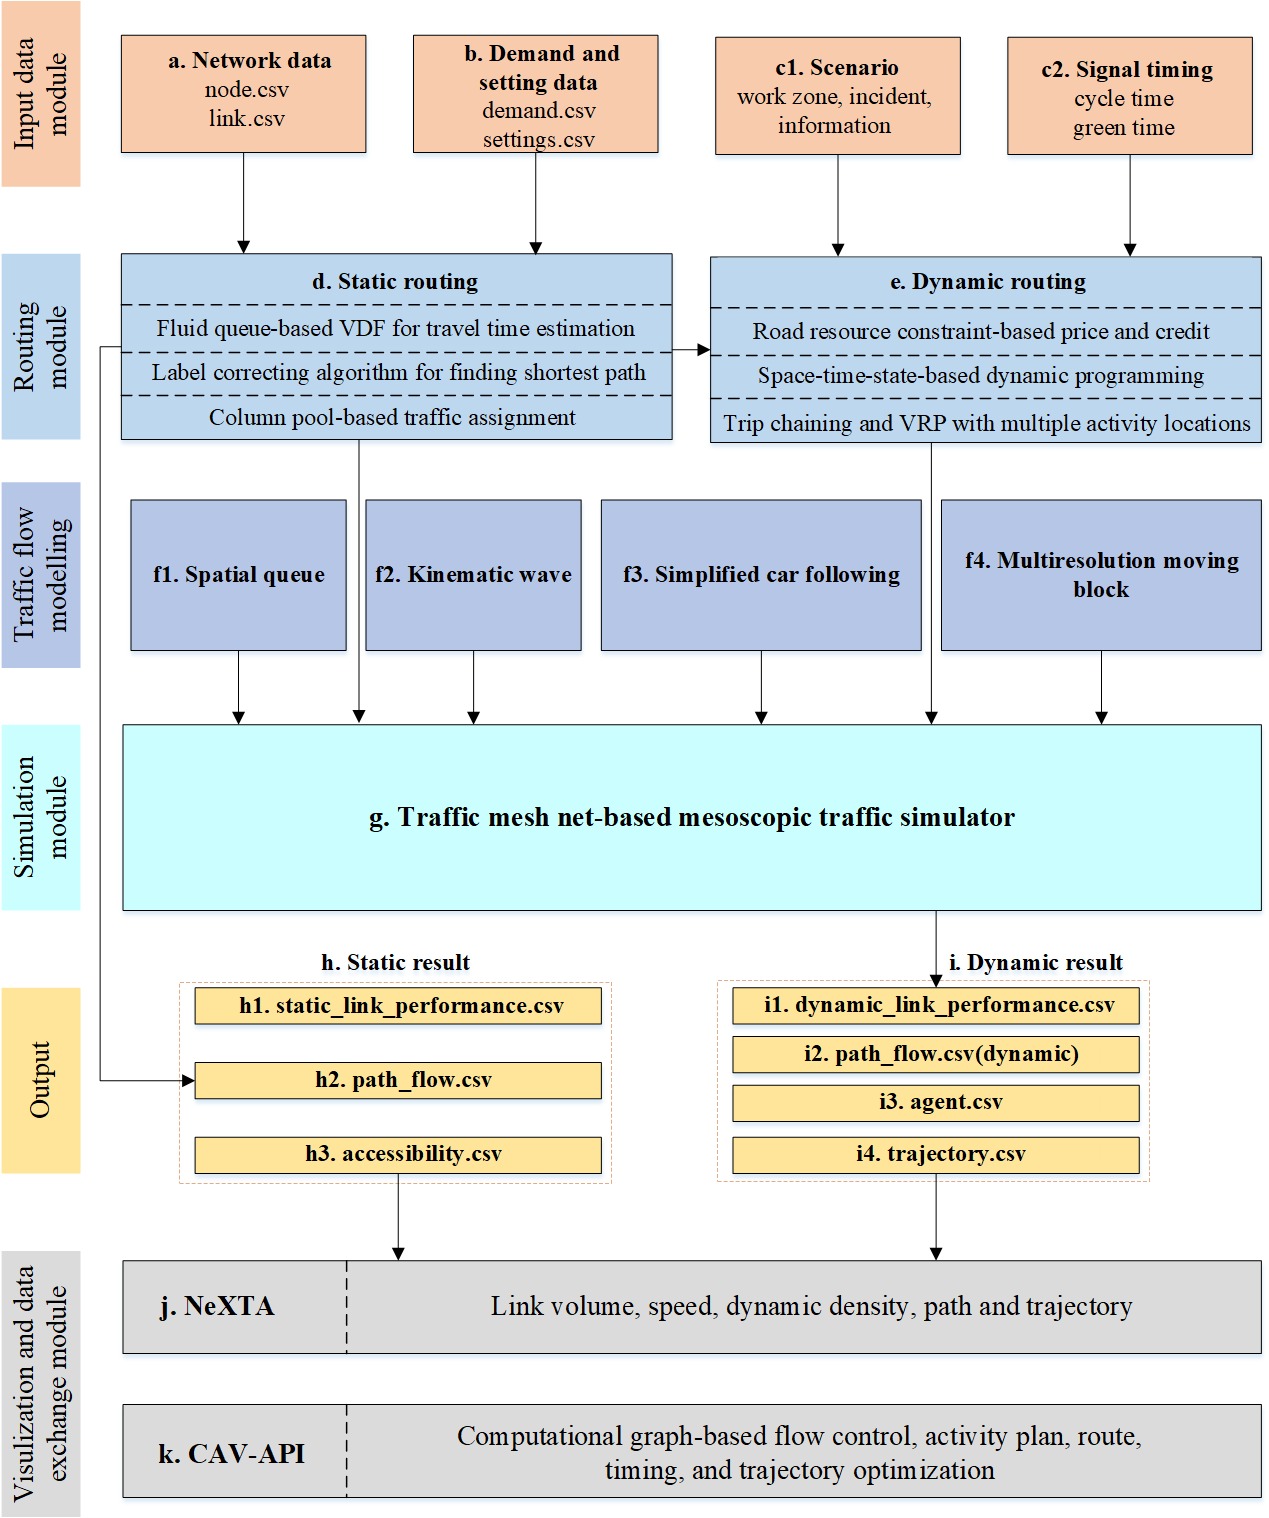 Input data
module
a. Network data
node.csv
link.csv
b. Demand and
setting data
demand.csv
settings.csv
c1. Scenario
work zone, incident,
information
c2. Signal timing
cycle time
green time
Routing
module
d. Static routing
Fluid queue-based VDF for travel time estimation
Label correcting algorithm for finding shortest path
Column pool-based traffic assignment
e. Dynamic routing
Road resource constraint-based price and credit
Space-time-state-based dynamic programming
Trip chaining and VRP with multiple activity locations
Traffic flow
modelling
f1. Spatial queue
f2. Kinematic wave
f3. Simplified car following
f4. Multiresolution moving
block
Simulation
module
g. Traffic mesh net-based mesoscopic traffic simulator
Output
h. Static result
h1. static_link_performance.csv
h2. path_flow.csv
h3. accessibility.csv
i. Dynamic result
i1. dynamic_link_performance.csv
i2. path_flow.csv(dynamic)
i3. agent.csv
i4. trajectory.csv
Visulization and data
exchange module
j. NeXTA
Link volume, speed, dynamic density, path and trajectory
k. CAV-API
Computational graph-based flow control, activity plan, route,
timing, and trajectory optimization